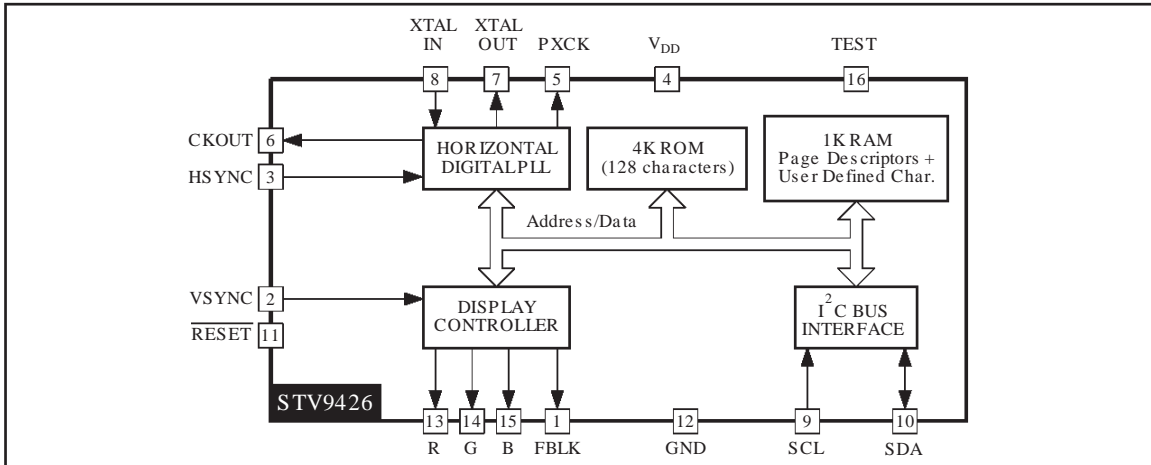 XTAL IN
XTAL OUT
PXCK
VDD
TEST
8
7
5
4
16
CKOUT
6
HSYNC
3
HORIZONTAL
DIGITAL PLL
4K ROM
(128 characters)
1K RAM
Page Descriptors +
User Defined Char.
Address/Data
VSYNC
2
RESET
11
DISPLAY
CONTROLLER
I2C BUS
INTERFACE
STV9426
13
14
15
1
12
9
10
R
G
B
FBLK
GND
SCL
SDA